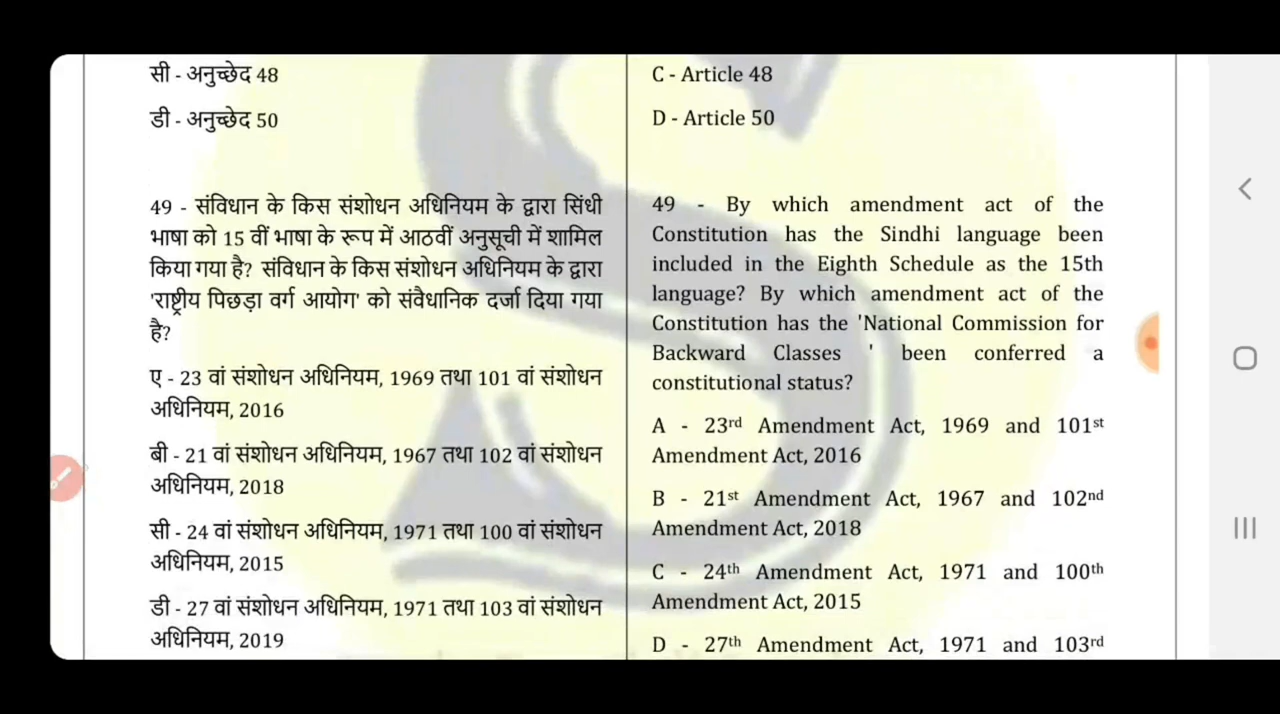 सी - अनुच्छेद 48
डी - अनुच्छेद 50
49 - संविधान के किस संशोधन अधिनियम के द्वारा सिंधी
भाषा को 15 वीं भाषा के रूप में आठवीं अनुसूची में शामिल
किया गया है? संविधान के किस संशोधन अधिनियम के द्वारा
'राष्ट्रीय पिछड़ा वर्ग आयोग' को संवैधानिक दर्जा दिया गया
है?
ए - 23 वां संशोधन अधिनियम, 1969 तथा 101 वां संशोधन
अधिनियम, 2016
बी - 21 वां संशोधन अधिनियम, 1967 तथा 102 वां संशोधन
अधिनियम, 2018
सी - 24 वां संशोधन अधिनियम, 1971 तथा 100 वां संशोधन
अधिनियम, 2015
डी - 27 वां संशोधन अधिनियम, 1971 तथा 103 वां संशोधन
अधिनियम, 2019
C - Article 48
D - Article 50
49 - By which amendment act of the
Constitution has the Sindhi language been
included in the Eighth Schedule as the 15th
language? By which amendment act of the
Constitution has the 'National Commission for
Backward Classes ' been conferred a
constitutional status?
A - 23rd Amendment Act, 1969 and 101st
Amendment Act, 2016
B - 21st Amendment Act, 1967 and 102nd
Amendment Act, 2018
C - 24th Amendment Act, 1971 and 100th
Amendment Act, 2015
D - 27th Amendment Act, 1971 and 103rd